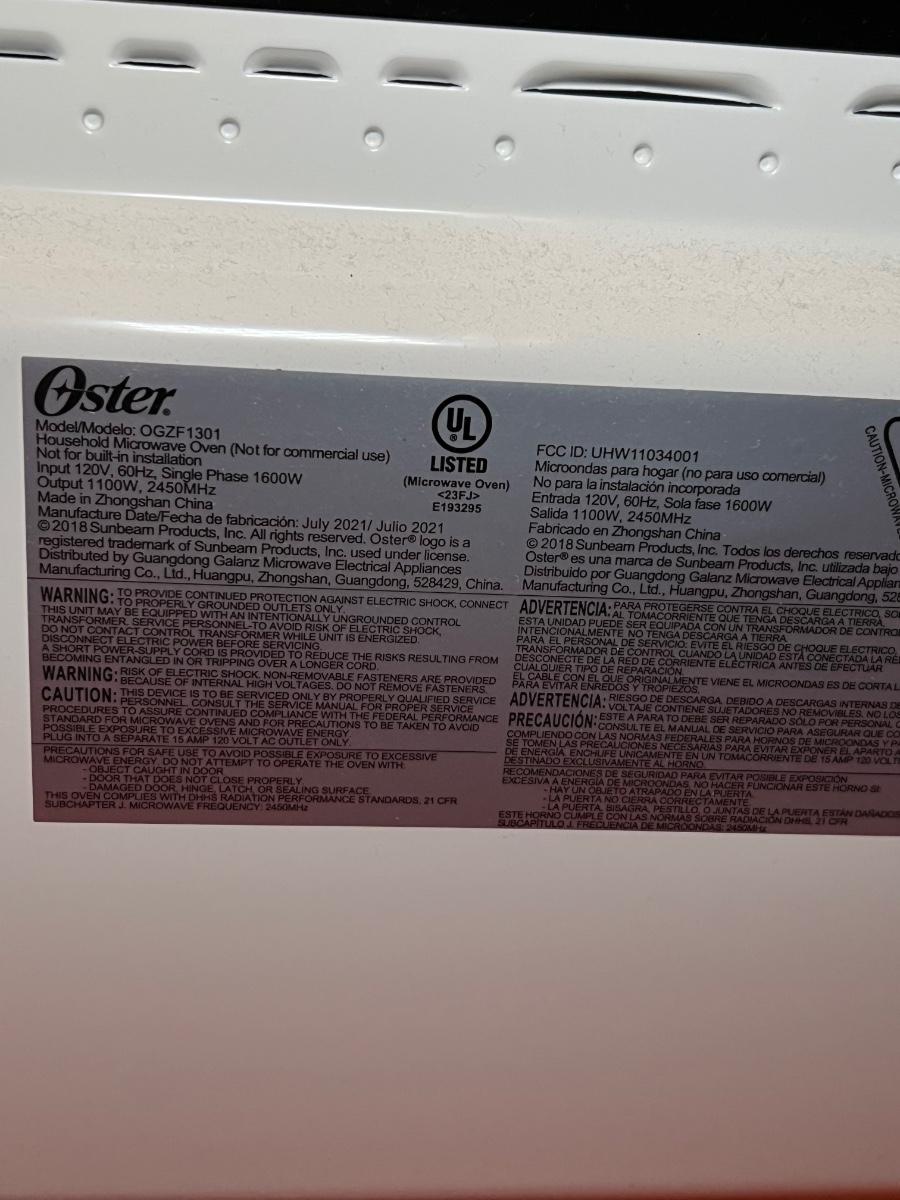 Oster®
Model/Modelo: OGZF1301
Household Microwave Oven (Not for commercial use)
Not for built-in installation
Input 120V, 60Hz, Single Phase 1600W
Output 1100W, 2450MHz
Made in Zhongshan China
Manufacture Date/Fecha de fabricación: July 2021/ Julio 2021
© 2018 Sunbeam Products, Inc. All rights reserved. Oster® logo is a
registered trademark of Sunbeam Products, Inc. used under license.
Distributed by Guangdong Galanz Microwave Electrical Appliances
Manufacturing Co., Ltd., Huangpu, Zhongshan, Guangdong, 528429, China.
UL
®
LISTED
(Microwave Oven)
<23FJ>
E193295
FCC ID: UHW11034001
Microondas para hogar (no para uso comercial)
No para la instalación incorporada
Entrada 120V, 60Hz, Sola fase 1600W
Salida 1100W, 2450MHz
Fabricado en Zhongshan China
© 2018 Sunbeam Products, Inc. Todos los derechos
Oster® es una marca de Sunbeam Products, Inc. utilizada bajo
Distribuido por Guangdong Galanz Microwave Electrical
Manufacturing Co., Ltd., Huangpu, Zhongshan, Guangdong,
CAUTION-
WARNING: TO PROVIDE CONTINUED PROTECTION AGAINST ELECTRIC SHOCK, CONNECT
TO PROPERLY GROUNDED OUTLETS ONLY.
THIS UNIT MAY BE EQUIPPED WITH AN INTENTIONALLY UNGROUNDED CONTROL
TRANSFORMER. SERVICE PERSONNEL-TO AVOID RISK OF ELECTRIC SHOCK,
DO NOT CONTACT CONTROL TRANSFORMER WHILE UNIT IS ENERGIZED
DISCONNECT ELECTRIC POWER BEFORE SERVICING.
A SHORT POWER-SUPPLY CORD IS PROVIDED TO REDUCE THE RISKS RESULTING FROM
BECOMING ENTANGLED IN OR TRIPPING OVER A LONGER CORD.
WARNING: RISK OF ELECTRIC SHOCK. NON-REMOVABLE FASTENERS ARE PROVIDED
BECAUSE OF INTERNAL HIGH VOLTAGES. DO NOT REMOVE FASTENERS.
CAUTION: THIS DEVICE IS TO BE SERVICED ONLY BY PROPERLY QUALIFIED SERVICE
PERSONNEL. CONSULT THE SERVICE MANUAL FOR PROPER SERVICE
PROCEDURES TO ASSURE CONTINUED COMPLIANCE WITH THE FEDERAL PERFORMANCE
STANDARD FOR MICROWAVE OVENS AND FOR PRECAUTIONS TO BE TAKEN TO AVOID
POSSIBLE EXPOSURE TO EXCESSIVE MICROWAVE ENERGY
PLUG INTO A SEPARATE 15 AMP 120 VOLT AC OUTLET ONLY.
PRECAUTIONS FOR SAFE USE TO AVOID POSSIBLE EXPOSURE TO EXCESSIVE
MICROWAVE ENERGY. DO NOT ATTEMPT TO OPERATE THE OVEN WITH:
- OBJECT CAUGHT IN DOOR
- DOOR THAT DOES NOT CLOSE PROPERLY.
- DAMAGED DOOR, HINGE, LATCH, OR SEALING SURFACE.
THIS OVEN COMPLIES WITH DHHS RADIATION PERFORMANCE STANDARDS, 21 CFR
SUBCHAPTER J. MICROWAVE FREQUENCY: 2450MHz
ADVERTENCIA: PARA PROTEGERSE CONTRA EL CHOQUE ELECTRICO,
AL TOMACORRIENTE QUE TENGA DESCARGA A TIERRA
ESTA UNIDAD PUEDE SER EQUIPADA CON UN TRANSFORMADOR DE
INTENCIONALMENTE NO TENGA DESCARGA A TIERRA
PARA EL PERSONAL DE SERVICIO: EVITE EL RIESGO DE CHOQUE ELECTRICO,
TRANSFORMADOR DE CONTROL CUANDO LA UNIDAD ESTÁ CONECTADA LA
DESCONECTE DE LA RED DE CORRIENTE ELÉCTRICA ANTES DE EFECTUAR
CUALQUIER TIPO DE REPARACIÓN.
EL CABLE CON EL QUE ORIGINALMENTE VIENE EL MICROONDAS ES DE CORTA
PARA EVITAR ENREDOS Y TROPIEZOS.
ADVERTENCIA: RIESGO DE DESCARGA. DEBIDO A DESCARGAS INTERNAS
VOLTAJE CONTIENE SUJETADORES NO REMOVIBLES. NO
PRECAUCIÓN: ESTE A PARA TO DEBE SER REPARADO SÓLO POR PERSONAL
CONSULTE EL MANUAL DE SERVICIO PARA ASEGURAR QUE
COMPLIENDO CON LAS NORMAS FEDERALES PARA HORNOS DE MICROONDAS Y
SE TOMEN LAS PRECAUCIONES NECESARIAS PARA EVITAR EXPONER EL APARTO
DE ENERGÍA. ENCHUFE UNICAMENTE EN UN TOMACORRIENTE DE 15 AMP 120
DESTINADO EXCLUSIVAMENTE AL HORNO.
RECOMENDACIONES DE SEGURIDAD PARA EVITAR POSIBLE EXPOSICIÓN
EXCESIVA A ENERGÍA DE MICROONDAS. NO HACER FUNCIONAR ESTE HORNO SI:
- HAY UN OBJETO ATRAPADO EN LA PUERTA.
- LA PUERTA NO CIERRA CORRECTAMENTE.
- LA PUERTA, BISAGRA, PESTILLO, O JUNTAS DE LA PUERTA ESTÁN
ESTE HORNO CUMPLE CON LAS NORMAS SOBRE RADIACIÓN DHHS, 21 CFR
SUBCAPÍTULO J. FRECUENCIA DE MICROONDAS: 2450MHz